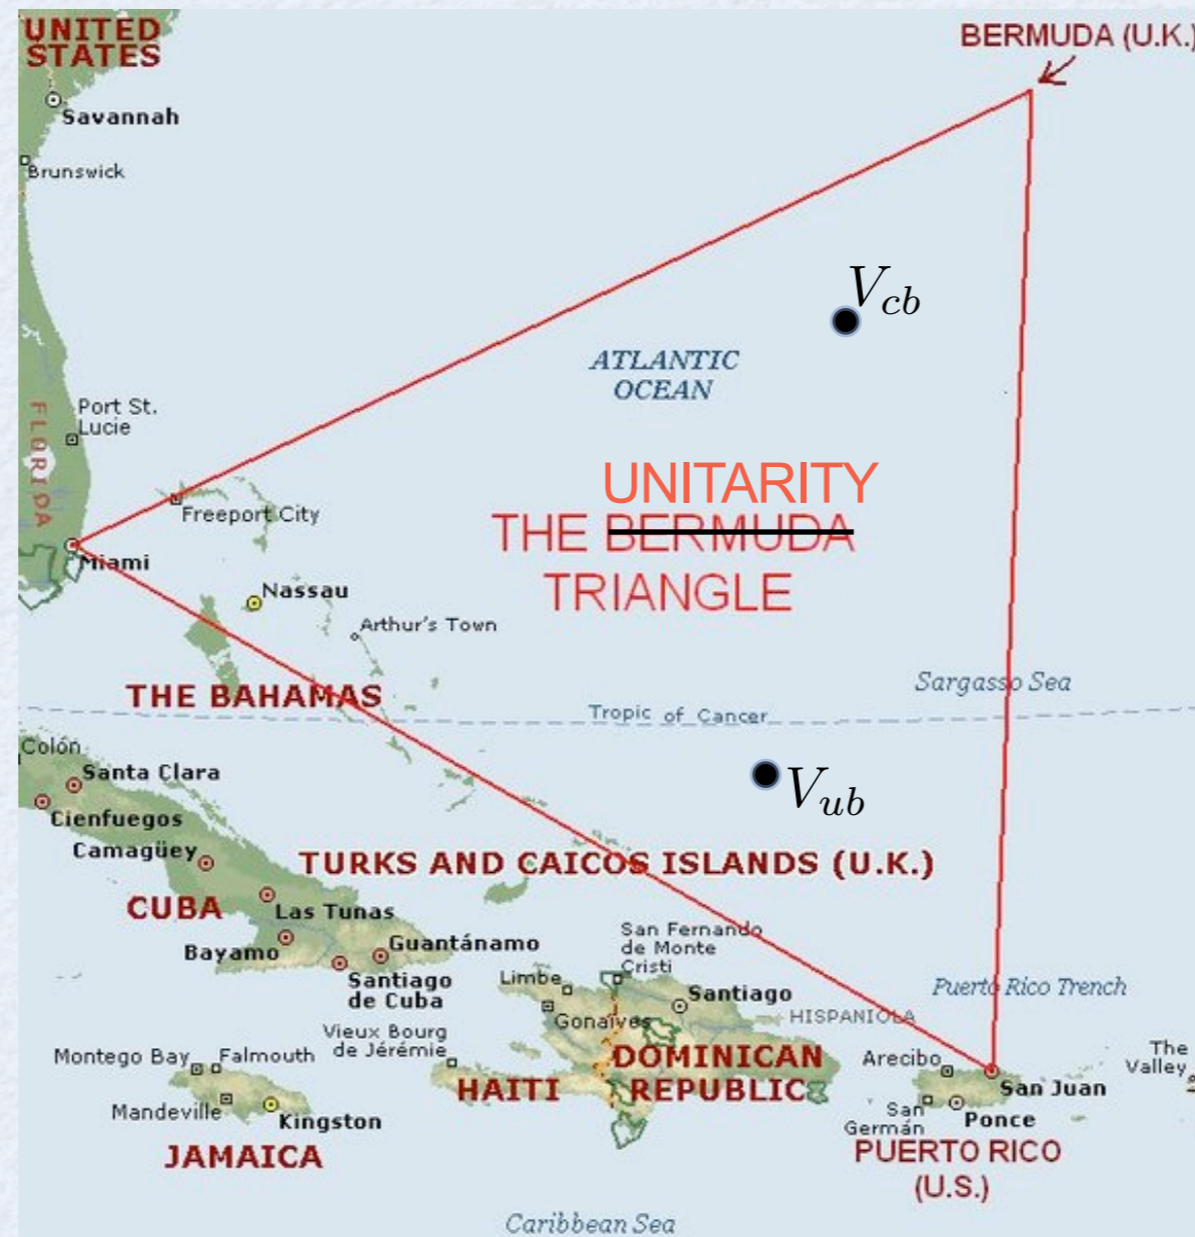 UNITED
STATES
BERMUDA (U.K.)
Savannah
Brunswick
V_{cb}
ATLANTIC
OCEAN
FLORIDA
Port St.
Lucie
UNITARITY
Freeport City
THE BERMUDA
TRIANGLE
Miami
Nassau
Arthur's Town
THE BAHAMAS
Sargasso Sea
Tropic of Cancer
Colón
Santa Clara
V_{ub}
Cienfuegos
Camagüey
TURKS AND CAICOS ISLANDS (U.K.)
CUBA
Las Tunas
Bayamo
Guantánamo
Santiago
de Cuba
San Fernando
de Monte
Cristi
Limbe
Santiago
Puerto Rico Trench
Gonaïves
HISPANIOLA
Vieux Bourg
de Jérémie
Montego Bay
Falmouth
DOMINICAN
REPUBLIC
Arecibo
The
Valley
HAITI
San Juan
Mandeville
Kingston
San
Germán
Ponce
JAMAICA
PUERTO RICO
(U.S.)
Caribbean Sea